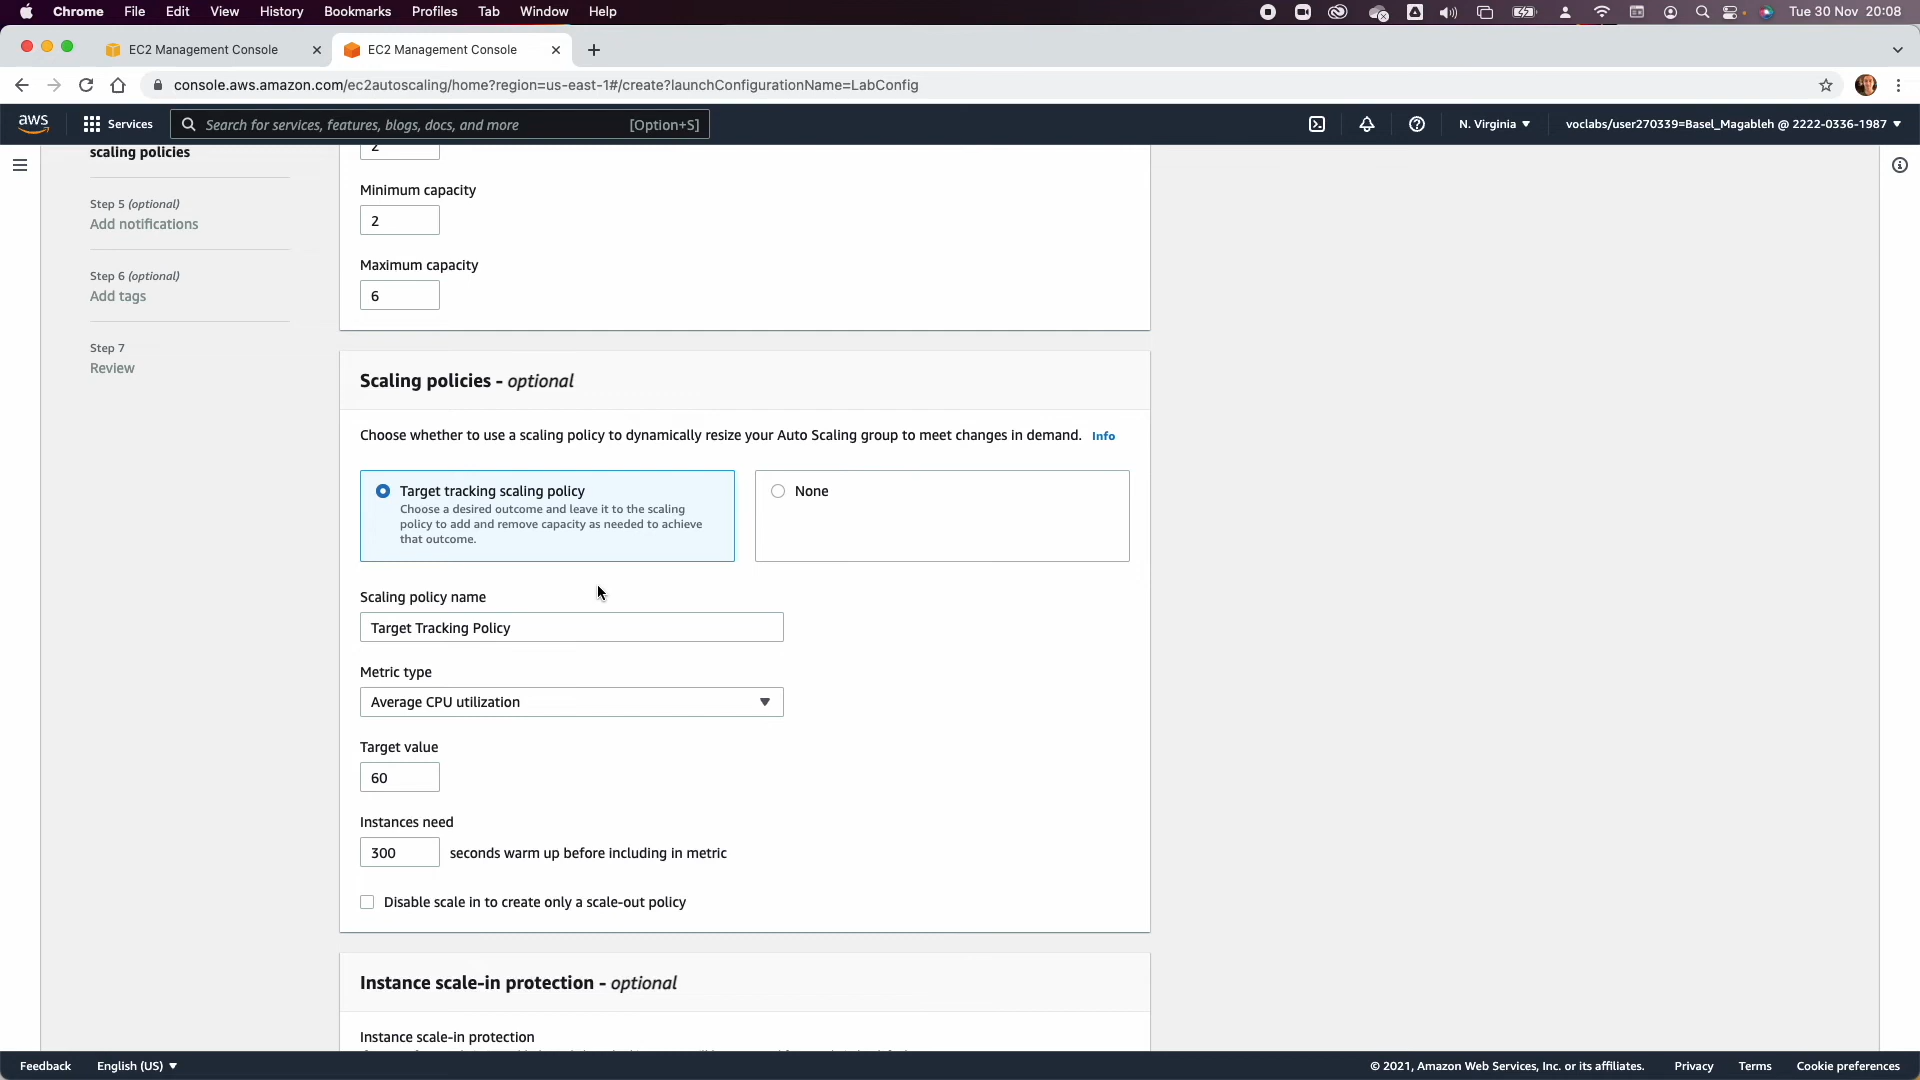 Chrome File Edit View History Bookmarks Profiles Tab Window Help Tue 30 Nov 20:08
EC2 Management Console
EC2 Management Console
console.aws.amazon.com/ec2autoscaling/home?region=us-east-1#/create?launchConfigurationName=LabConfig
aws Services Search for services, features, blogs, docs, and more [Option+S] N. Virginia voclabs/user270339=Basel_Magableh @ 2222-0336-1987
scaling policies
Step 5 (optional)
Add notifications
Step 6 (optional)
Add tags
Step 7
Review
2
Minimum capacity
2
Maximum capacity
6
Scaling policies - optional
Choose whether to use a scaling policy to dynamically resize your Auto Scaling group to meet changes in demand. Info
Target tracking scaling policy
Choose a desired outcome and leave it to the scaling
policy to add and remove capacity as needed to achieve
that outcome.
None
Scaling policy name
Target Tracking Policy
Metric type
Average CPU utilization
Target value
60
Instances need
300 seconds warm up before including in metric
Disable scale in to create only a scale-out policy
Instance scale-in protection - optional
Instance scale-in protection
Feedback English (US) © 2021, Amazon Web Services, Inc. or its affiliates. Privacy Terms Cookie preferences